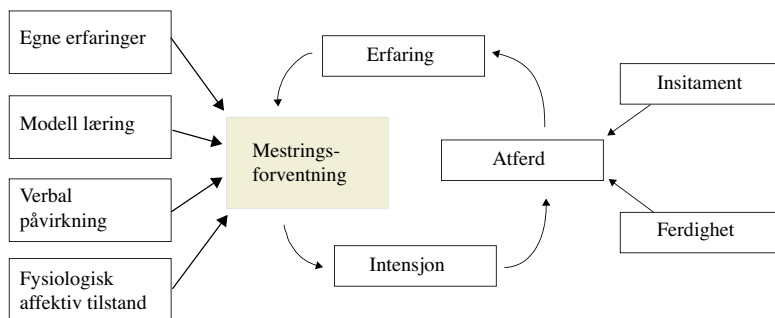 Egne erfaringer
Modell læring
Verbal
påvirkning
Fysiologisk
affektiv tilstand
Mestrings-
forventning
Erfaring
Intensjon
Atferd
Insitament
Ferdighet